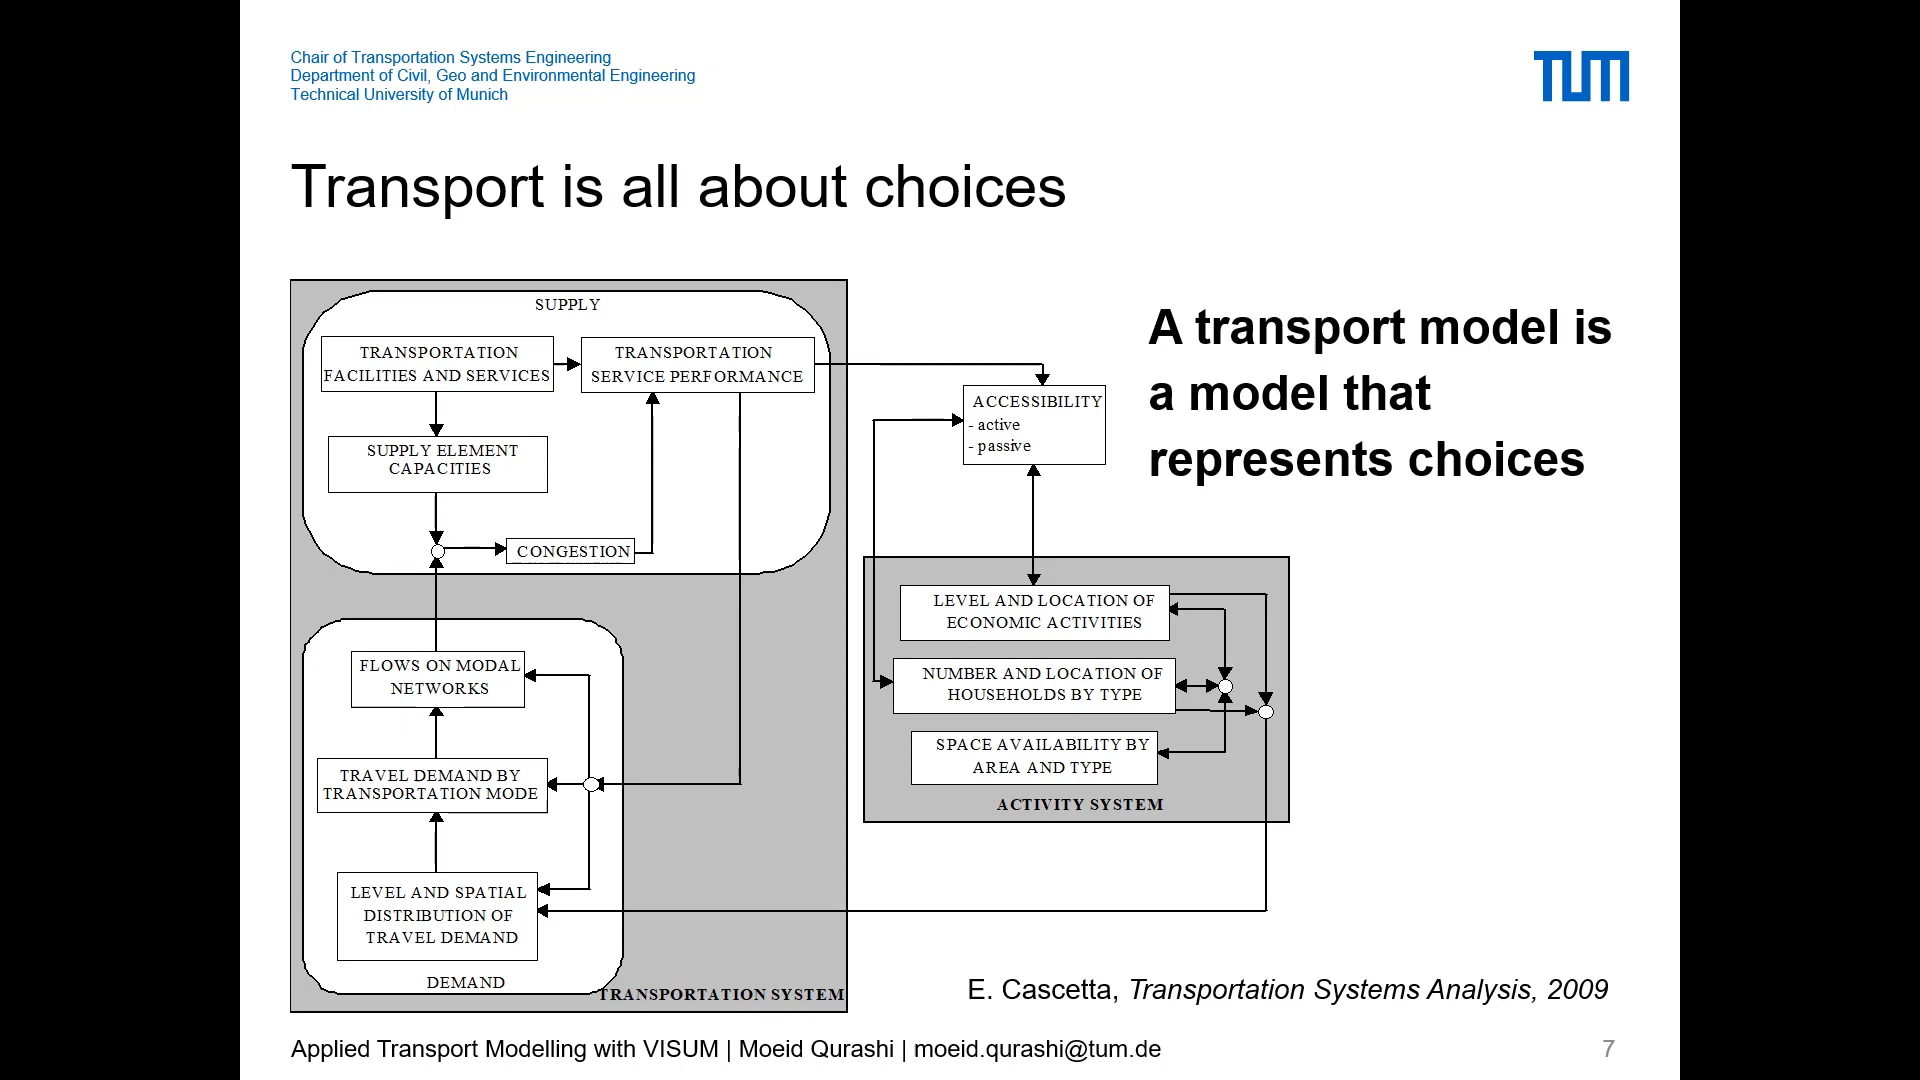 Chair of Transportation Systems Engineering
Department of Civil, Geo and Environmental Engineering
Technical University of Munich
TUM
Transport is all about choices
SUPPLY
TRANSPORTATION
FACILITIES AND SERVICES
TRANSPORTATION
SERVICE PERFORMANCE
SUPPLY ELEMENT
CAPACITIES
CONGESTION
FLOWS ON MODAL
NETWORKS
TRAVEL DEMAND BY
TRANSPORTATION MODE
LEVEL AND SPATIAL
DISTRIBUTION OF
TRAVEL DEMAND
DEMAND
TRANSPORTATION SYSTEM
ACCESSIBILITY
- active
- passive
LEVEL AND LOCATION OF
ECONOMIC ACTIVITIES
NUMBER AND LOCATION OF
HOUSEHOLDS BY TYPE
SPACE AVAILABILITY BY
AREA AND TYPE
ACTIVITY SYSTEM
A transport model is
a model that
represents choices
E. Cascetta, Transportation Systems Analysis, 2009
Applied Transport Modelling with VISUM | Moeid Qurashi | moeid.qurashi@tum.de
7